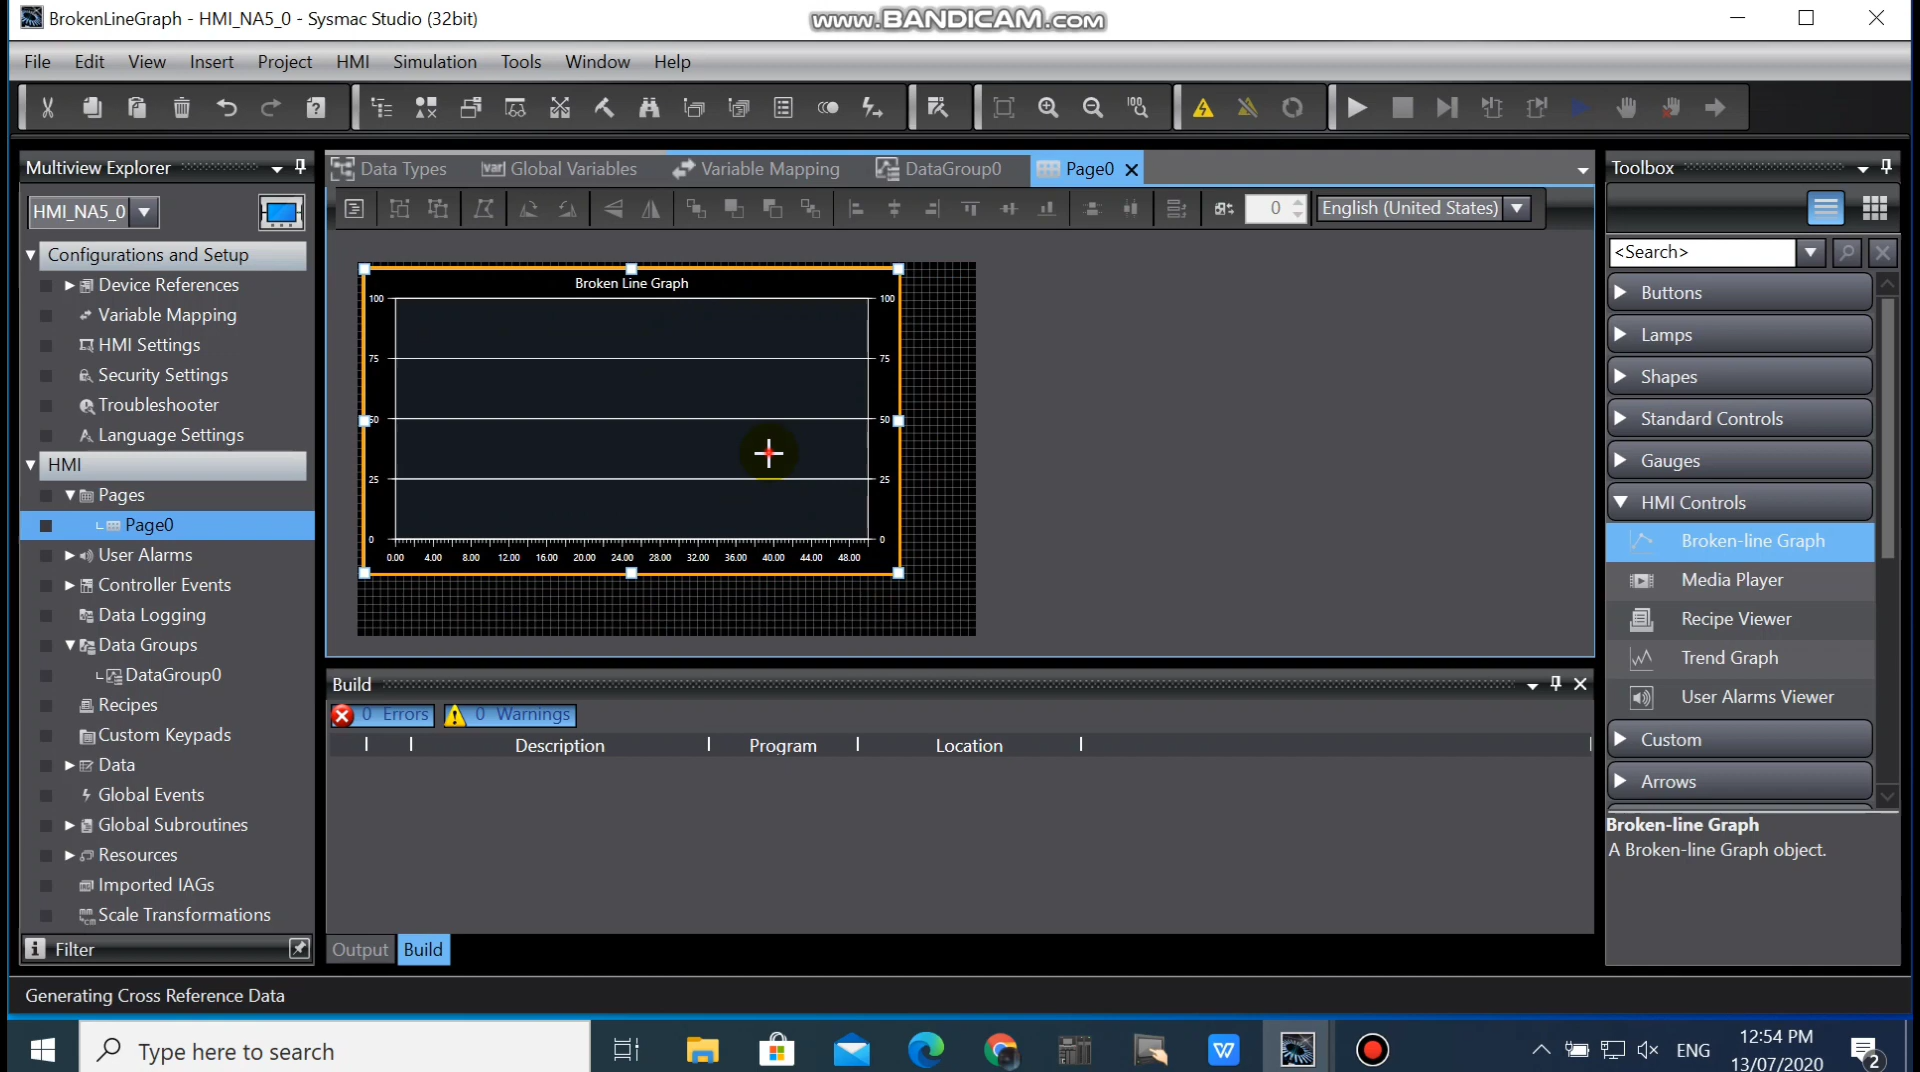 BrokenLineGraph - HMI_NA5_0 - Sysmac Studio (32bit)
www.BANDICAM.com
File Edit View Insert Project HMI Simulation Tools Window Help
Multiview Explorer
HMI_NA5_0
Configurations and Setup
Device References
Variable Mapping
HMI Settings
Security Settings
Troubleshooter
Language Settings
HMI
Pages
Page0
User Alarms
Controller Events
Data Logging
Data Groups
DataGroup0
Recipes
Custom Keypads
Data
Global Events
Global Subroutines
Resources
Imported IAGs
Scale Transformations
Filter
Data Types Global Variables Variable Mapping DataGroup0 Page0
0 English (United States)
Broken Line Graph
100 100
75 75
50 50
25 25
0 0
0.00 4.00 8.00 12.00 16.00 20.00 24.00 28.00 32.00 36.00 40.00 44.00 48.00
Build
0 Errors 0 Warnings
Description Program Location
Output Build
Toolbox
<Search>
Buttons
Lamps
Shapes
Standard Controls
Gauges
HMI Controls
Broken-line Graph
Media Player
Recipe Viewer
Trend Graph
User Alarms Viewer
Custom
Arrows
Broken-line Graph
A Broken-line Graph object.
Generating Cross Reference Data
Type here to search
ENG
12:54 PM
13/07/2020
2